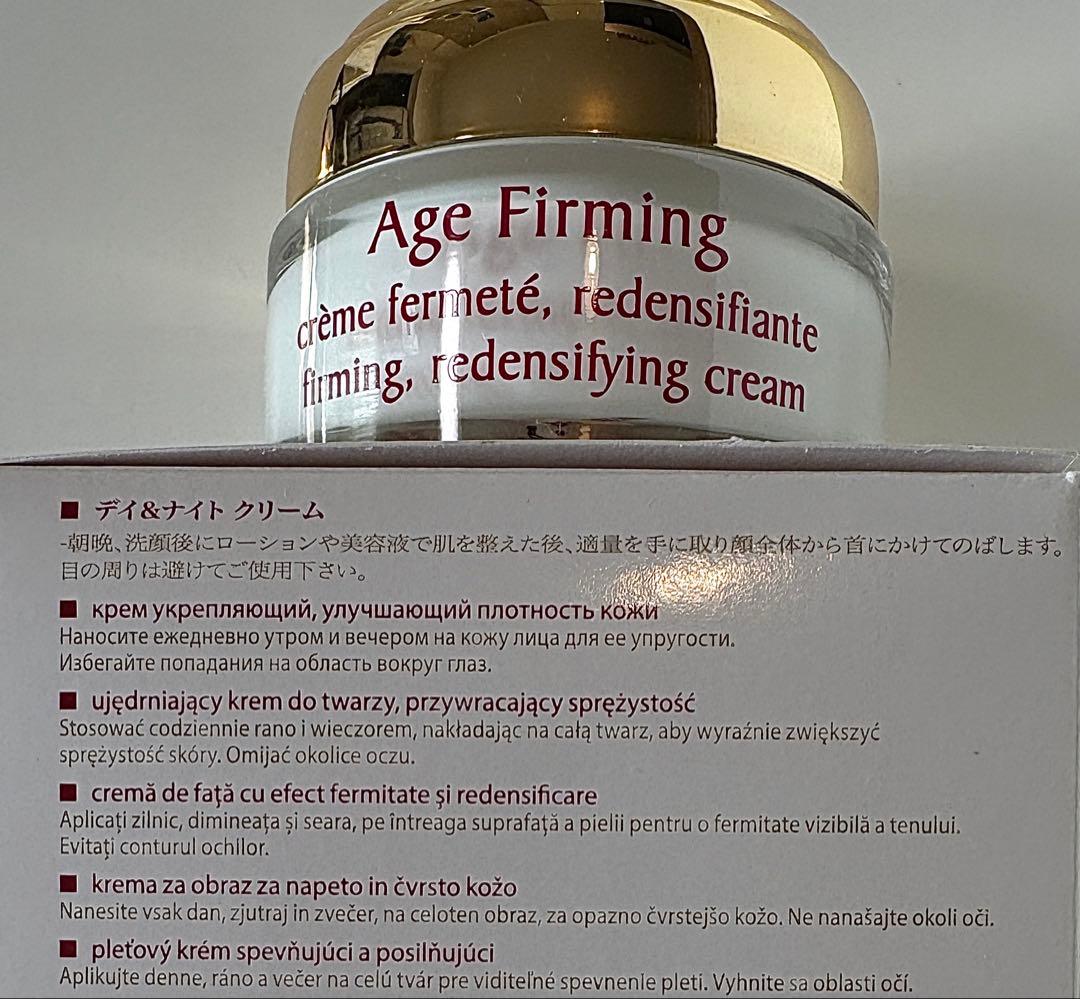 Age Firming
crème fermeté, redensifiante
firming, redensifying cream
■ デイ&ナイト クリーム
-朝晩、洗顔後にローションや美容液で肌を整えた後、適量を手に取り顔全体から首にかけてのばします。
目の周りは避けてご使用下さい。
■ крем укрепляющий, улучшающий плотность кожи
Наносите ежедневно утром и вечером на кожу лица для ее упругости.
Избегайте попадания на область вокруг глаз.
■ ujędrniający krem do twarzy, przywracający sprężystość
Stosować codziennie rano i wieczorem, nakładając na całą twarz, aby wyraźnie zwiększyć
sprężystość skóry. Omijać okolice oczu.
■ cremă de faţă cu efect fermitate şi redensificare
Aplicaţi zilnic, dimineaţa şi seara, pe întreaga suprafaţă a pielii pentru o fermitate vizibilă a tenului.
Evitaţi conturul ochilor.
■ krema za obraz za napeto in čvrsto kožo
Nanesite vsak dan, zjutraj in zvečer, na celoten obraz, za opazno čvrstejšo kožo. Ne nanašajte okoli oči.
■ pleťový krém spevňujúci a posilňujúci
Aplikujte denne, ráno a večer na celú tvár pre viditeľné spevnenie pleti. Vyhnite sa oblasti očí.